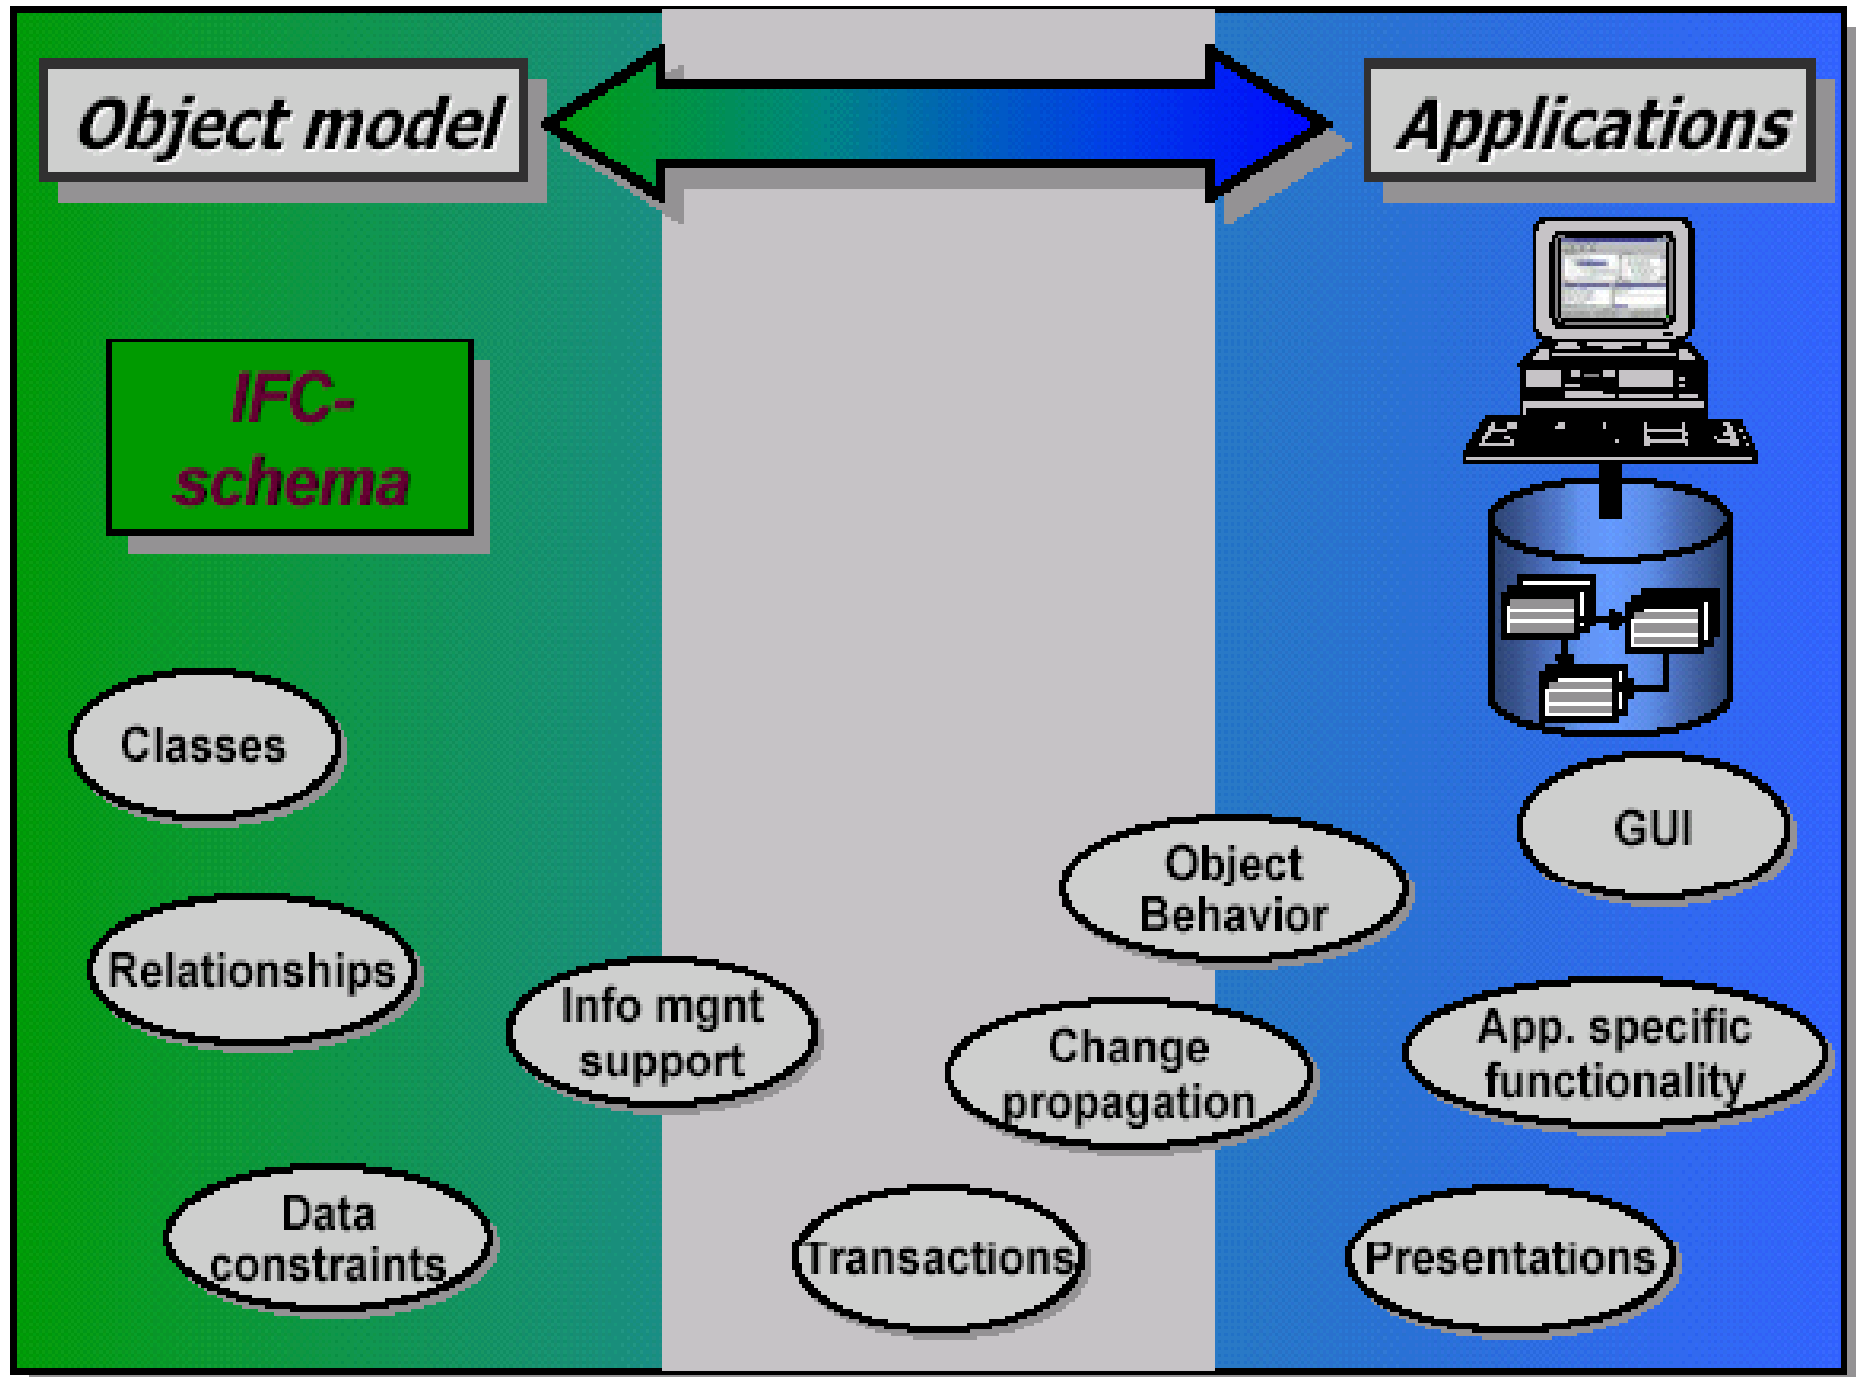 Object model
Applications
IFC-
schema
Classes
GUI
Object
Behavior
Relationships
Info mgnt
support
Change
propagation
App. specific
functionality
Data
constraints
Transactions
Presentations